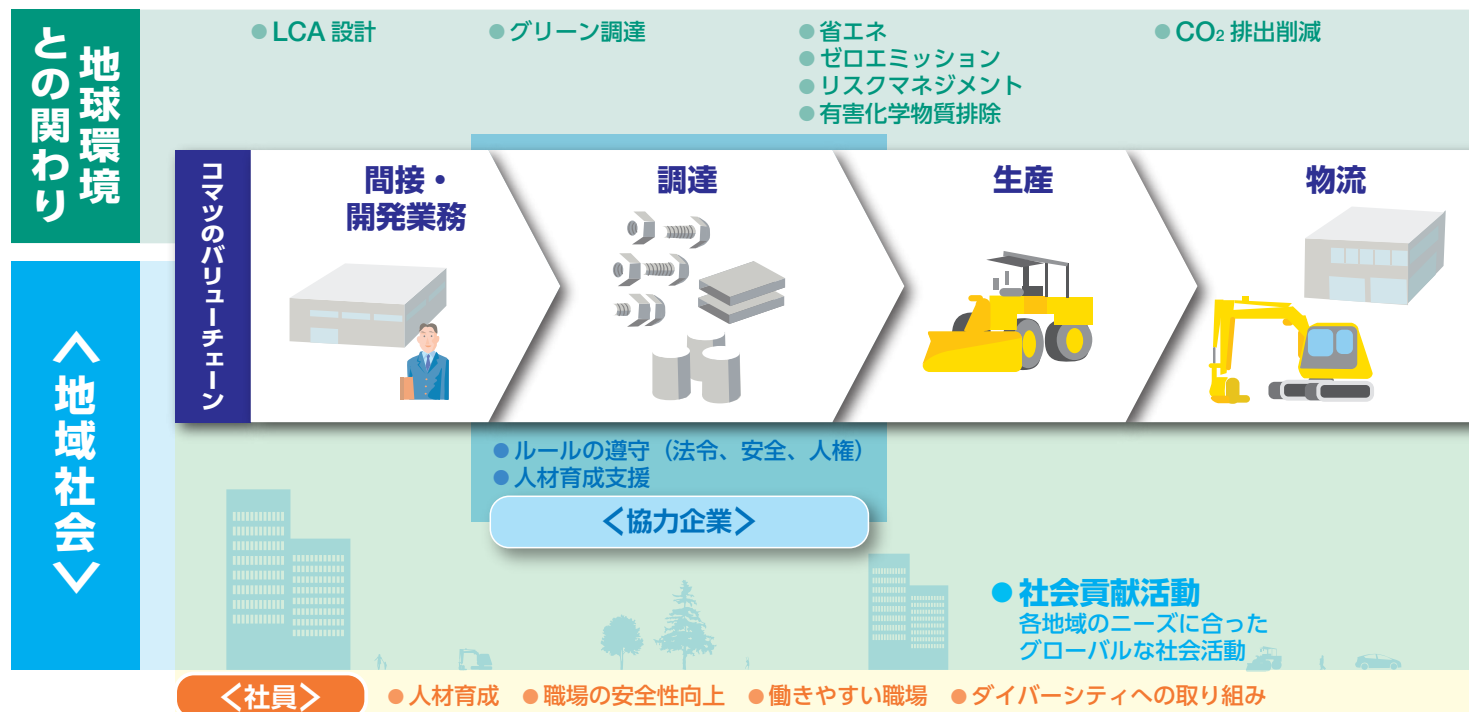 地球環境
との関わり
● LCA 設計
● グリーン調達
● 省エネ
● ゼロエミッション
● リスクマネジメント
● 有害化学物質排除
● CO₂ 排出削減
コマツのバリューチェーン
間接・
開発業務
調達
生産
物流
＜地域社会＞
● ルールの遵守（法令、安全、人権）
● 人材育成支援
＜協力企業＞
● 社会貢献活動
各地域のニーズに合った
グローバルな社会活動
＜社員＞
● 人材育成 ● 職場の安全性向上 ● 働きやすい職場 ● ダイバーシティへの取り組み